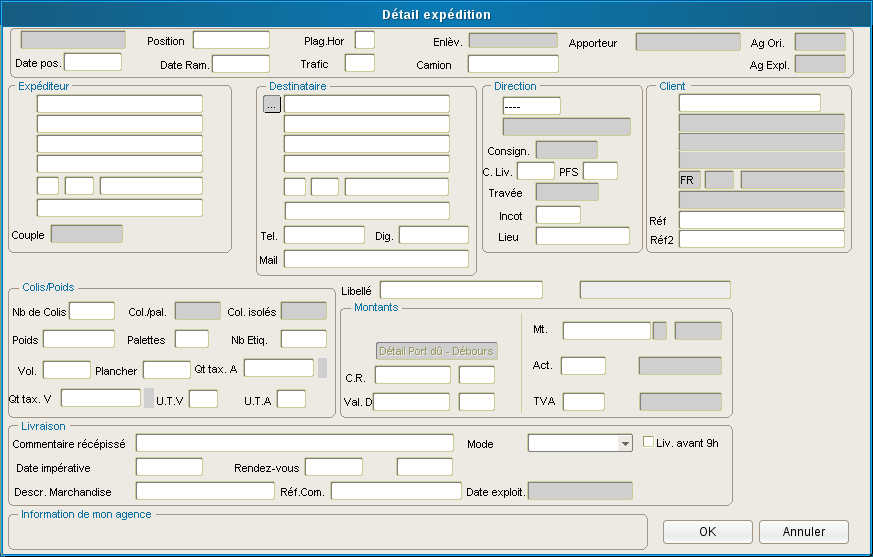 Détail expédition
Position Plag.Hor Enlèv. Apporteur Ag Ori.
Date pos. Date Ram. Trafic Camion Ag Expl.
Expéditeur Destinataire Direction Client
... ----
Consign.
C. Liv. PFS
FR
Travée
Incot
Réf
Couple Tel. Dig. Lieu Réf2
Mail
Colis/Poids Libellé
Montants
Nb de Colis Col./pal. Col. isolés
Mt.
Poids Palettes Nb Etiq.
Détail Port dû - Débours
Vol. Plancher Qt tax. A Act.
C.R.
Qt tax. V U.T.V U.T.A Val. D TVA
Livraison
Commentaire récépissé Mode Liv. avant 9h
Date impérative Rendez-vous
Descr. Marchandise Réf.Com. Date exploit.
Information de mon agence
OK Annuler